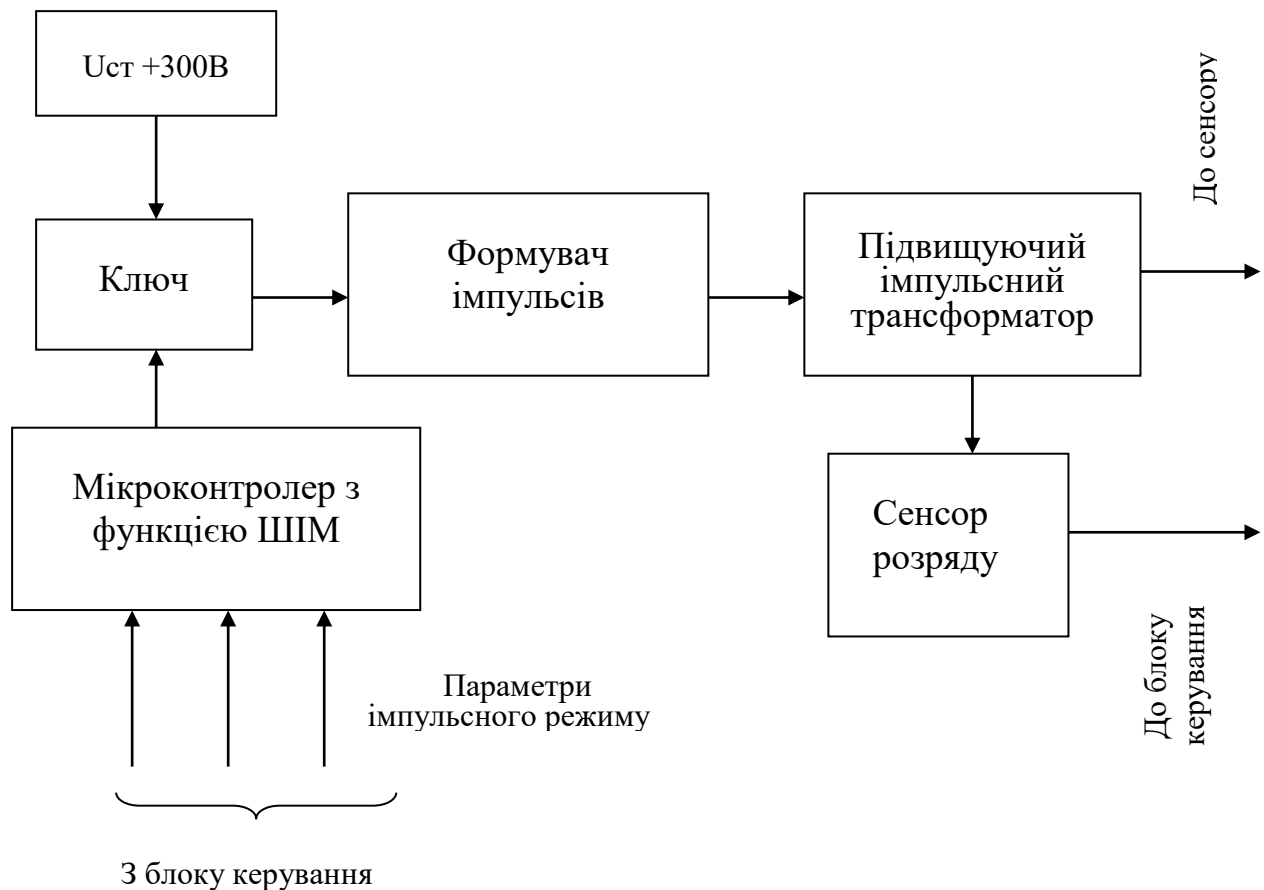 Uст +300В
До сенсору
Ключ
Формувач
імпульсів
Підвищуючий
імпульсний
трансформатор
Мікроконтролер з
функцією ШІМ
Сенсор
розряду
До блоку
керування
Параметри
імпульсного режиму
З блоку керування